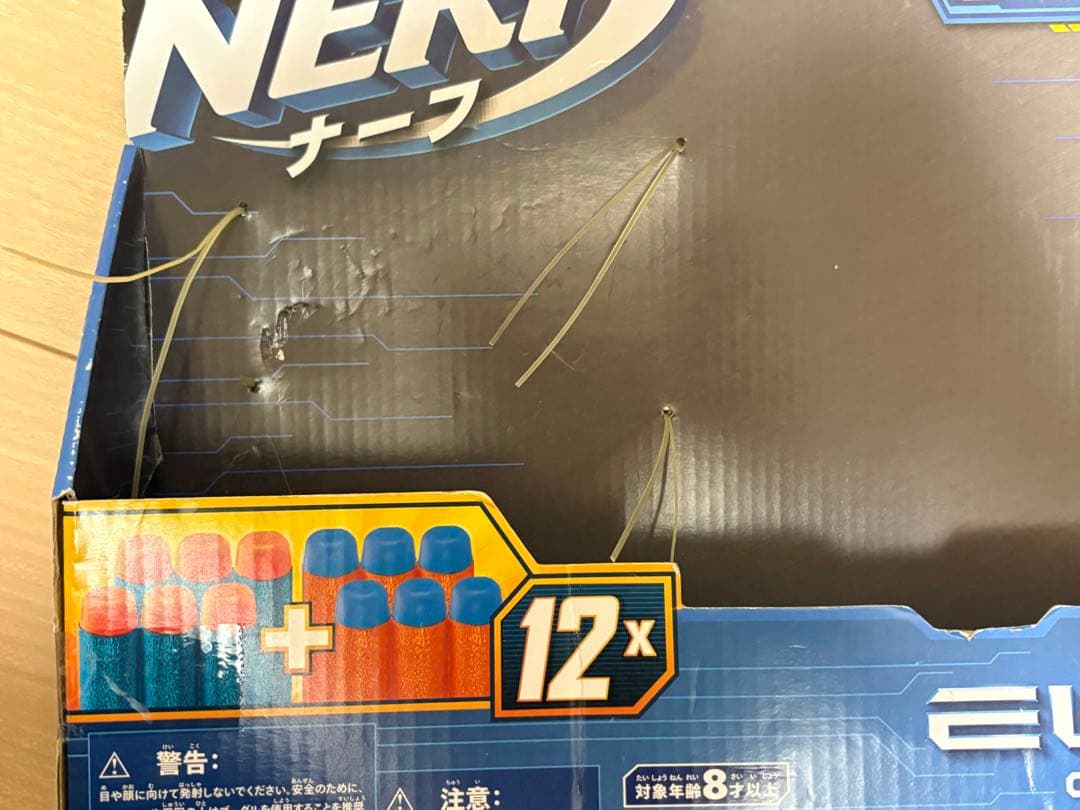 NERF
ナーフ
12x
警告:
目や顔に向けて発射しないでください。安全のために、
注意:
対象年齢8才以上